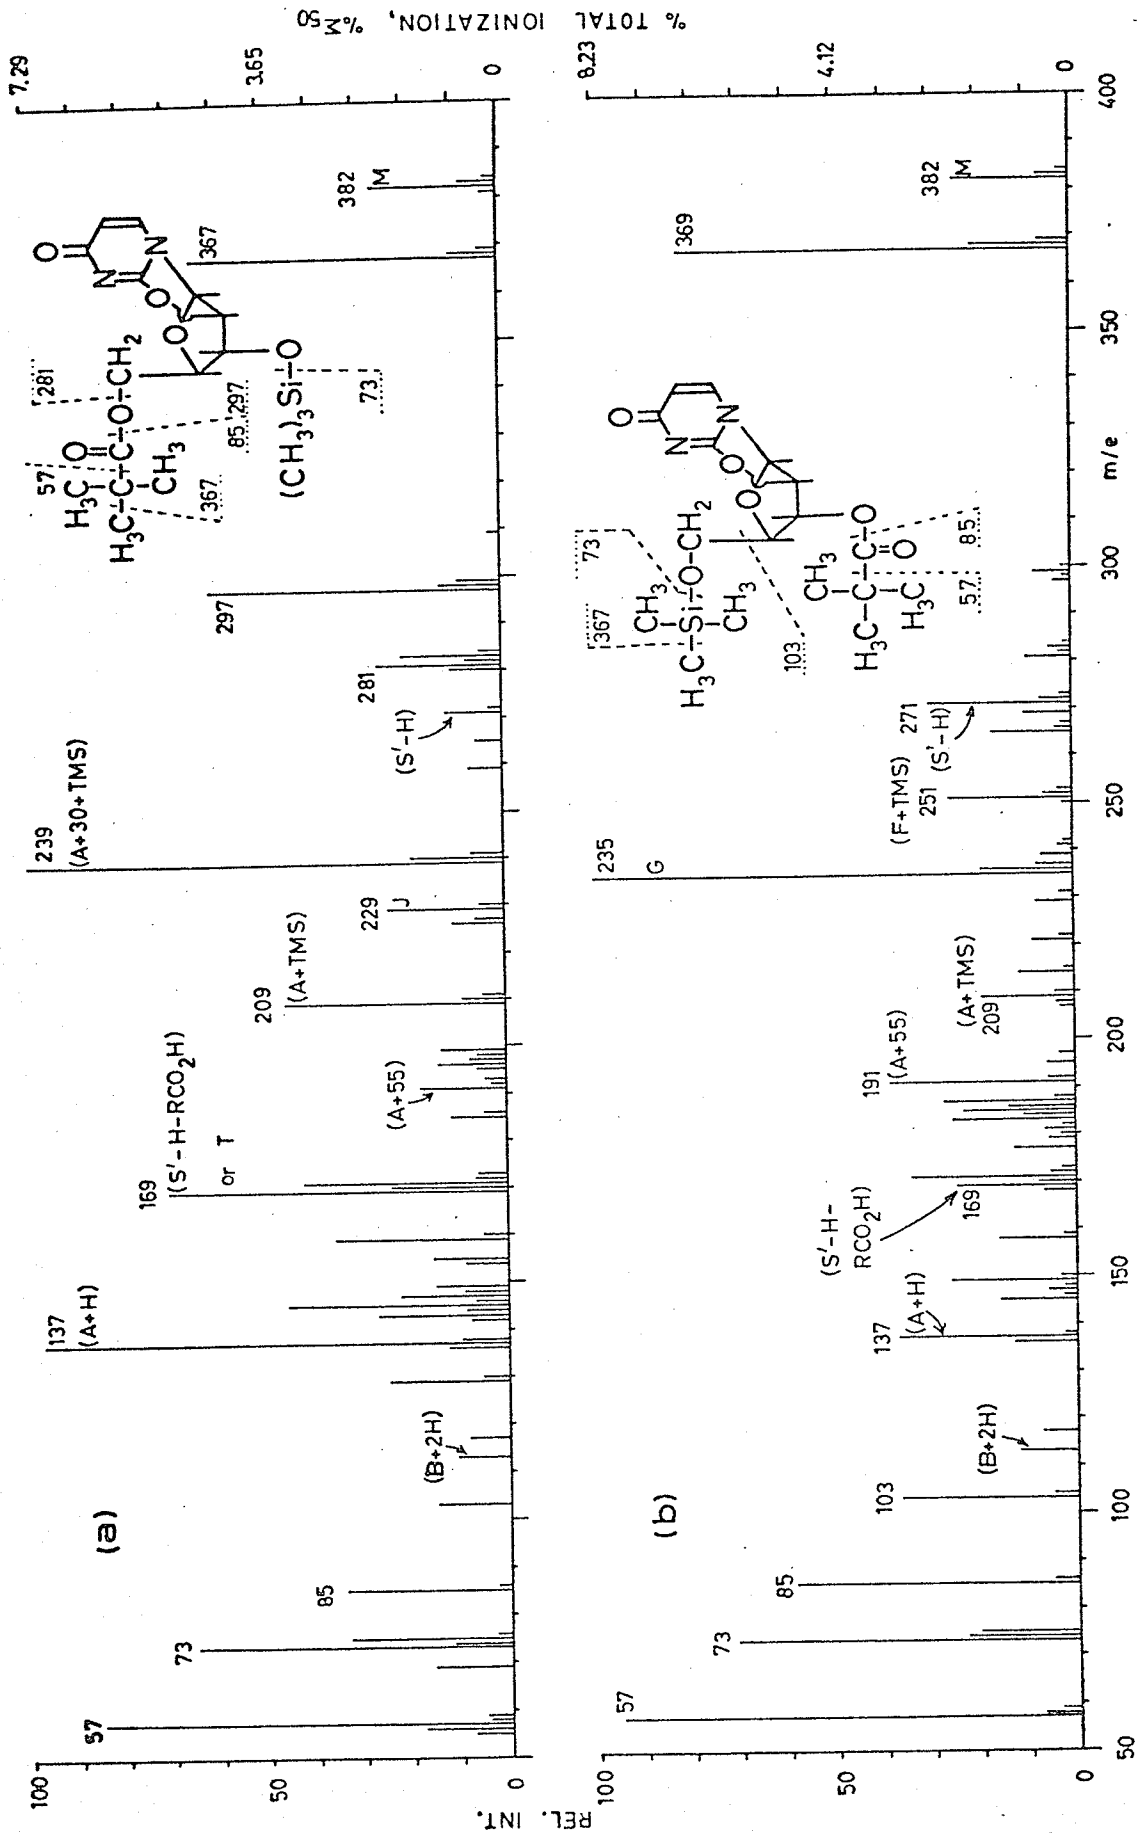 (a)
REL. INT.
100
50
0
% TOTAL IONIZATION, %Σ50
7.29
3.65
0
57
73
85
(B+2H)
137
(A+H)
169
(S'-H-RCO2H)
or T
(A+55)
209
(A+TMS)
229
J
239
(A+30+TMS)
(S'-H)
281
297
367
382
M
H3C O
H3C-C-C-O-CH2
CH3
57
367
85
297
281
(CH3)3Si-O
73
O
N
N
O
O
(b)
100
50
0
8.23
4.12
0
57
73
85
103
(B+2H)
137
(A+H)
(S'-H-
RCO2H)
169
191
(A+55)
(A+TMS)
209
235
G
(F+TMS)
251
271
(S'-H)
369
382
M
367
73
CH3
H3C-Si-O-CH2
CH3
103
CH3
H3C-C-C-O
H3C O
57
85
O
N
N
O
O
50
100
150
200
250
300
350
400
m/e